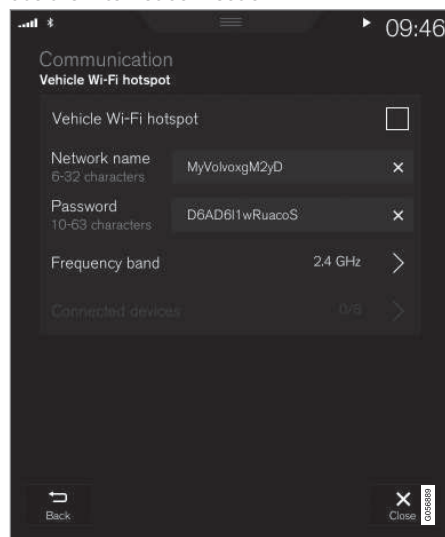 09:46
Communication
Vehicle Wi-Fi hotspot
Vehicle Wi-Fi hotspot
Network name
6-32 characters
MyVolvoxgM2yD
Password
10-63 characters
D6AD6I1wRuacoS
Frequency band
2.4 GHz
Connected devices
0/8
Back
Close
G056889